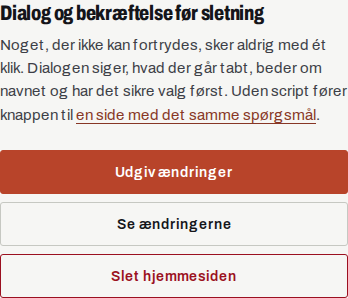 Dialog og bekræftelse før sletning
Noget, der ikke kan fortrydes, sker aldrig med ét
klik. Dialogen siger, hvad der går tabt, beder om
navnet og har det sikre valg først. Uden script fører
knappen til en side med det samme spørgsmål.
Udgiv ændringer
Se ændringerne
Slet hjemmesiden